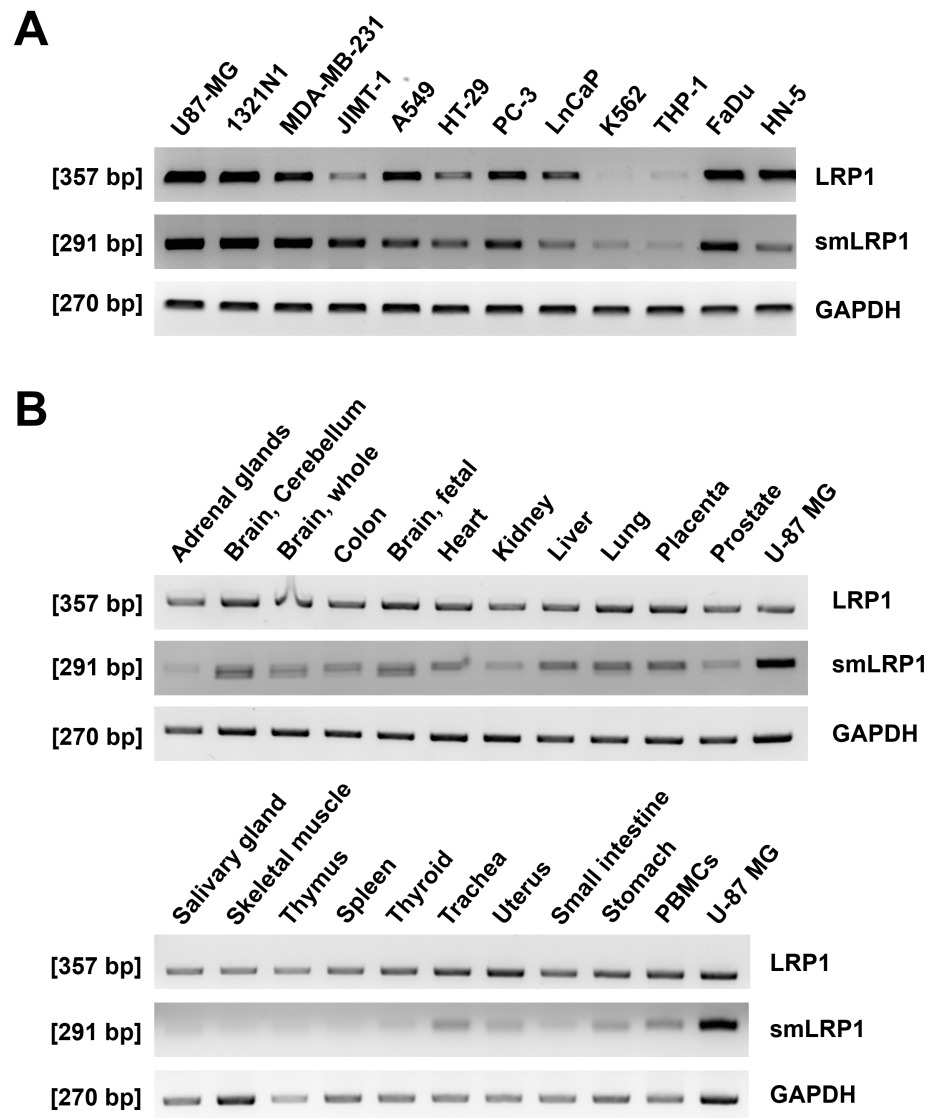 A
U87-MG 1321N1 MDA-MB-231 JIMT-1 A549 HT-29 PC-3 LnCaP K562 THP-1 FaDu HN-5
[357 bp] LRP1
[291 bp] smLRP1
[270 bp] GAPDH
B
Adrenal glands Brain, Cerebellum Brain, whole Colon Brain, fetal Heart Kidney Liver Lung Placenta Prostate U-87 MG
[357 bp] LRP1
[291 bp] smLRP1
[270 bp] GAPDH
Salivary gland Skeletal muscle Thymus Spleen Thyroid Trachea Uterus Small intestine Stomach PBMCs U-87 MG
[357 bp] LRP1
[291 bp] smLRP1
[270 bp] GAPDH